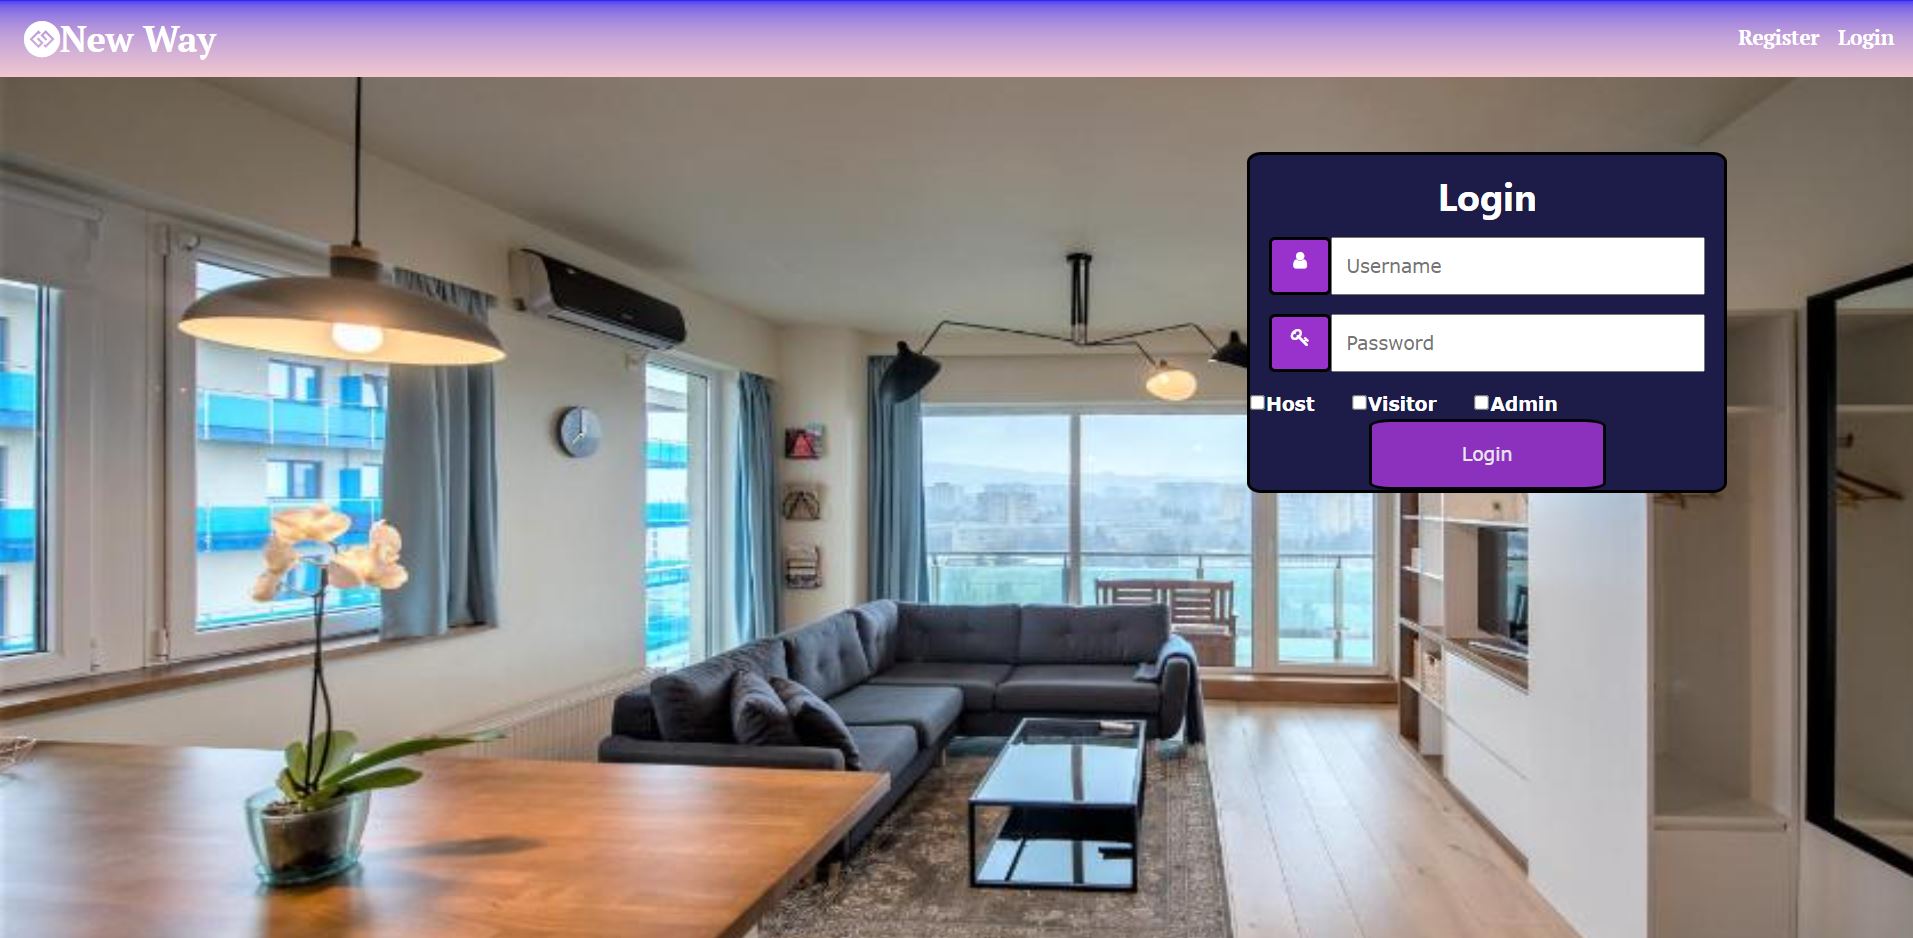 New Way
Register Login
Login
Username
Password
Host Visitor Admin
Login